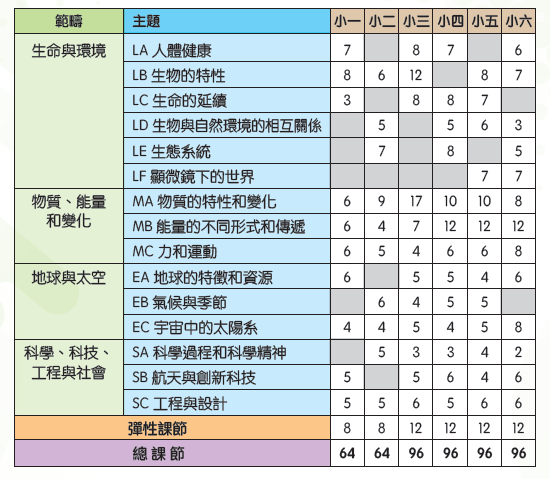 範疇 主題 小一 小二 小三 小四 小五 小六
生命與環境 LA 人體健康 7 8 7 6
LB 生物的特性 8 6 12 8 7
LC 生命的延續 3 8 8 7
LD 生物與自然環境的相互關係 5 5 6 3
LE 生態系統 7 8 5
LF 顯微鏡下的世界 7 7
物質、能量 MA 物質的特性和變化 6 9 17 10 10 8
和變化 MB 能量的不同形式和傳遞 6 4 7 12 12 12
MC 力和運動 6 5 4 6 6 8
地球與太空 EA 地球的特徵和資源 6 5 5 4 6
EB 氣候與季節 6 4 5 5
EC 宇宙中的太陽系 4 4 5 4 5 8
科學、科技、 SA 科學過程和科學精神 5 3 3 4 2
工程與社會 SB 航天與創新科技 5 5 6 4 6
SC 工程與設計 5 5 6 5 6 6
彈性課節 8 8 12 12 12 12
總課節 64 64 96 96 96 96